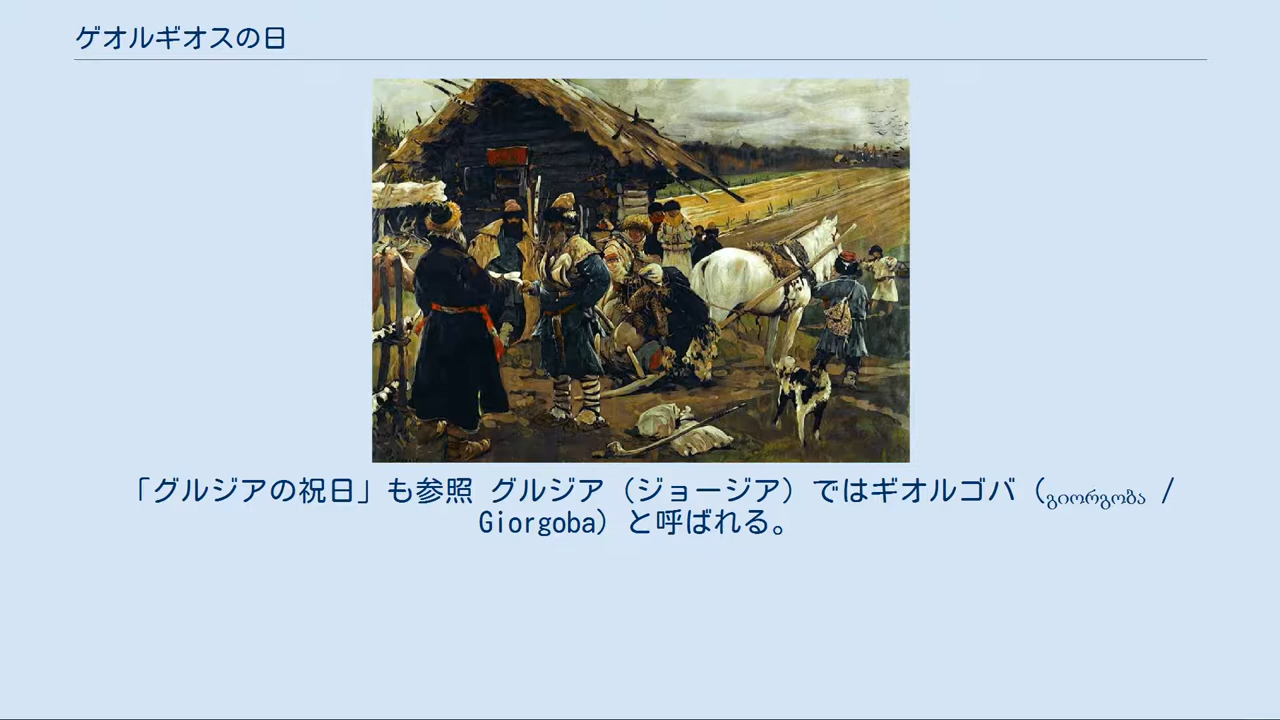 ゲオルギオスの日
「グルジアの祝日」も参照 グルジア（ジョージア）ではギオルゴバ（გიორგობა /
Giorgoba）と呼ばれる。